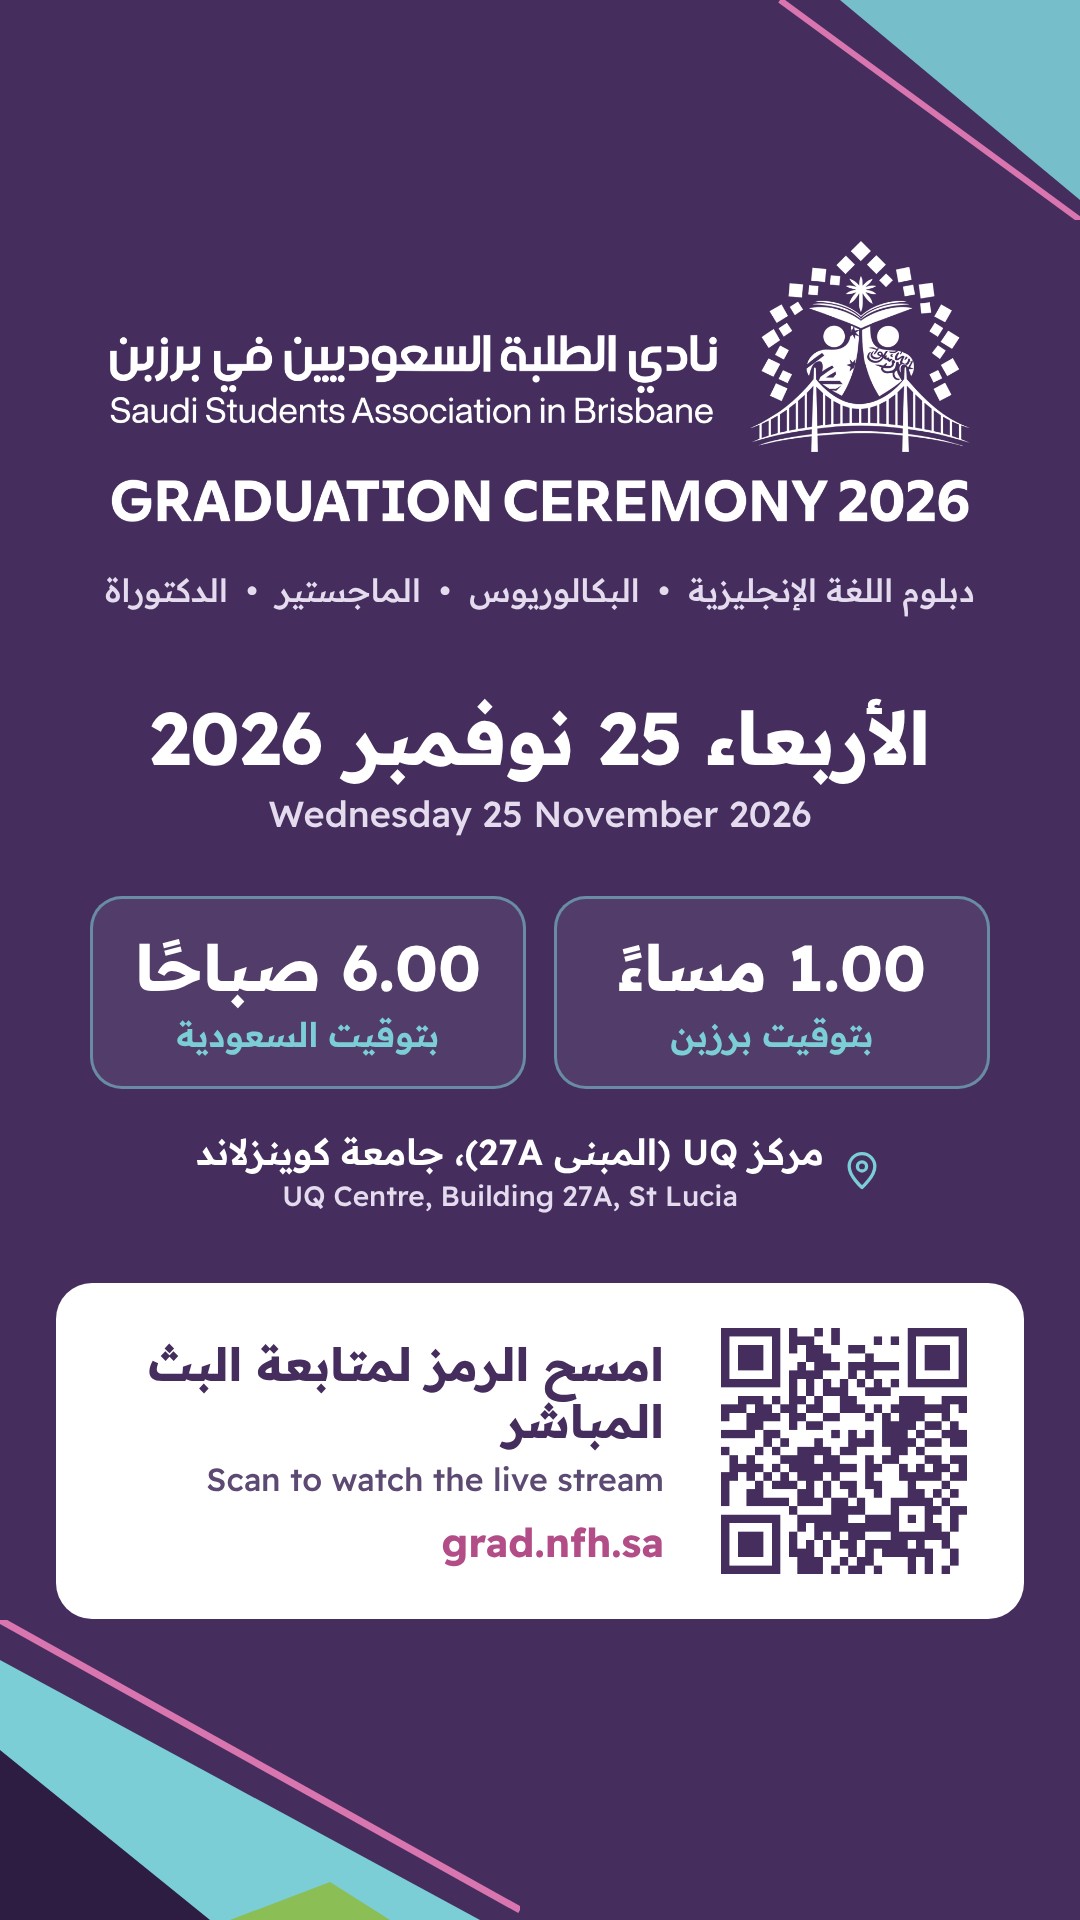 نادي الطلبة السعوديين في برزبن
Saudi Students Association in Brisbane
GRADUATION CEREMONY 2026
دبلوم اللغة الإنجليزية • البكالوريوس • الماجستير • الدكتوراة
الأربعاء 25 نوفمبر 2026
Wednesday 25 November 2026
1.00 مساءً
بتوقيت برزبن
6.00 صباحًا
بتوقيت السعودية
مركز UQ (المبنى 27A)، جامعة كوينزلاند
UQ Centre, Building 27A, St Lucia
امسح الرمز لمتابعة البث
المباشر
Scan to watch the live stream
grad.nfh.sa